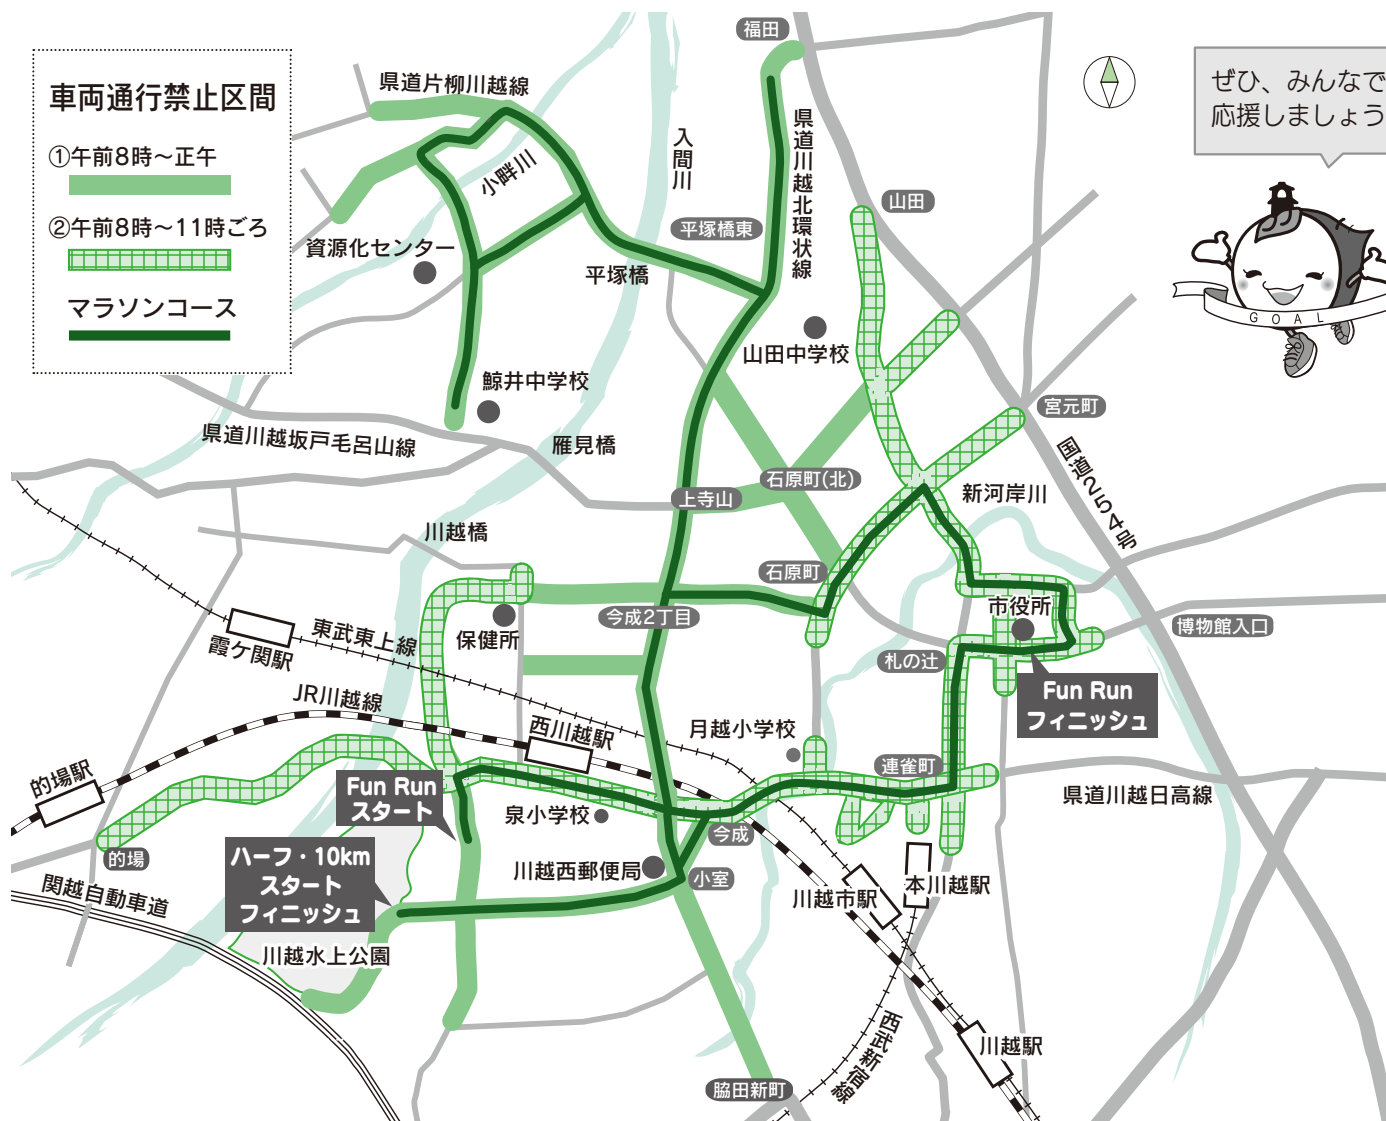 車両通行禁止区間
①午前8時～正午
②午前8時～11時ごろ
マラソンコース
ぜひ、みんなで
応援しましょう
GOAL
福田
県道片柳川越線
入間川
県道川越北環状線
小畔川
山田
平塚橋東
資源化センター
平塚橋
山田中学校
鯨井中学校
宮元町
県道川越坂戸毛呂山線
雁見橋
国道254号
石原町(北)
上寺山
新河岸川
川越橋
石原町
今成2丁目
市役所
保健所
東武東上線
霞ケ関駅
札の辻
博物館入口
Fun Run
フィニッシュ
JR川越線
西川越駅
月越小学校
連雀町
的場駅
Fun Run
スタート
県道川越日高線
泉小学校
今成
的場
ハーフ・10km
スタート
フィニッシュ
川越西郵便局
小室
関越自動車道
川越市駅
本川越駅
川越水上公園
西武新宿線
川越駅
脇田新町